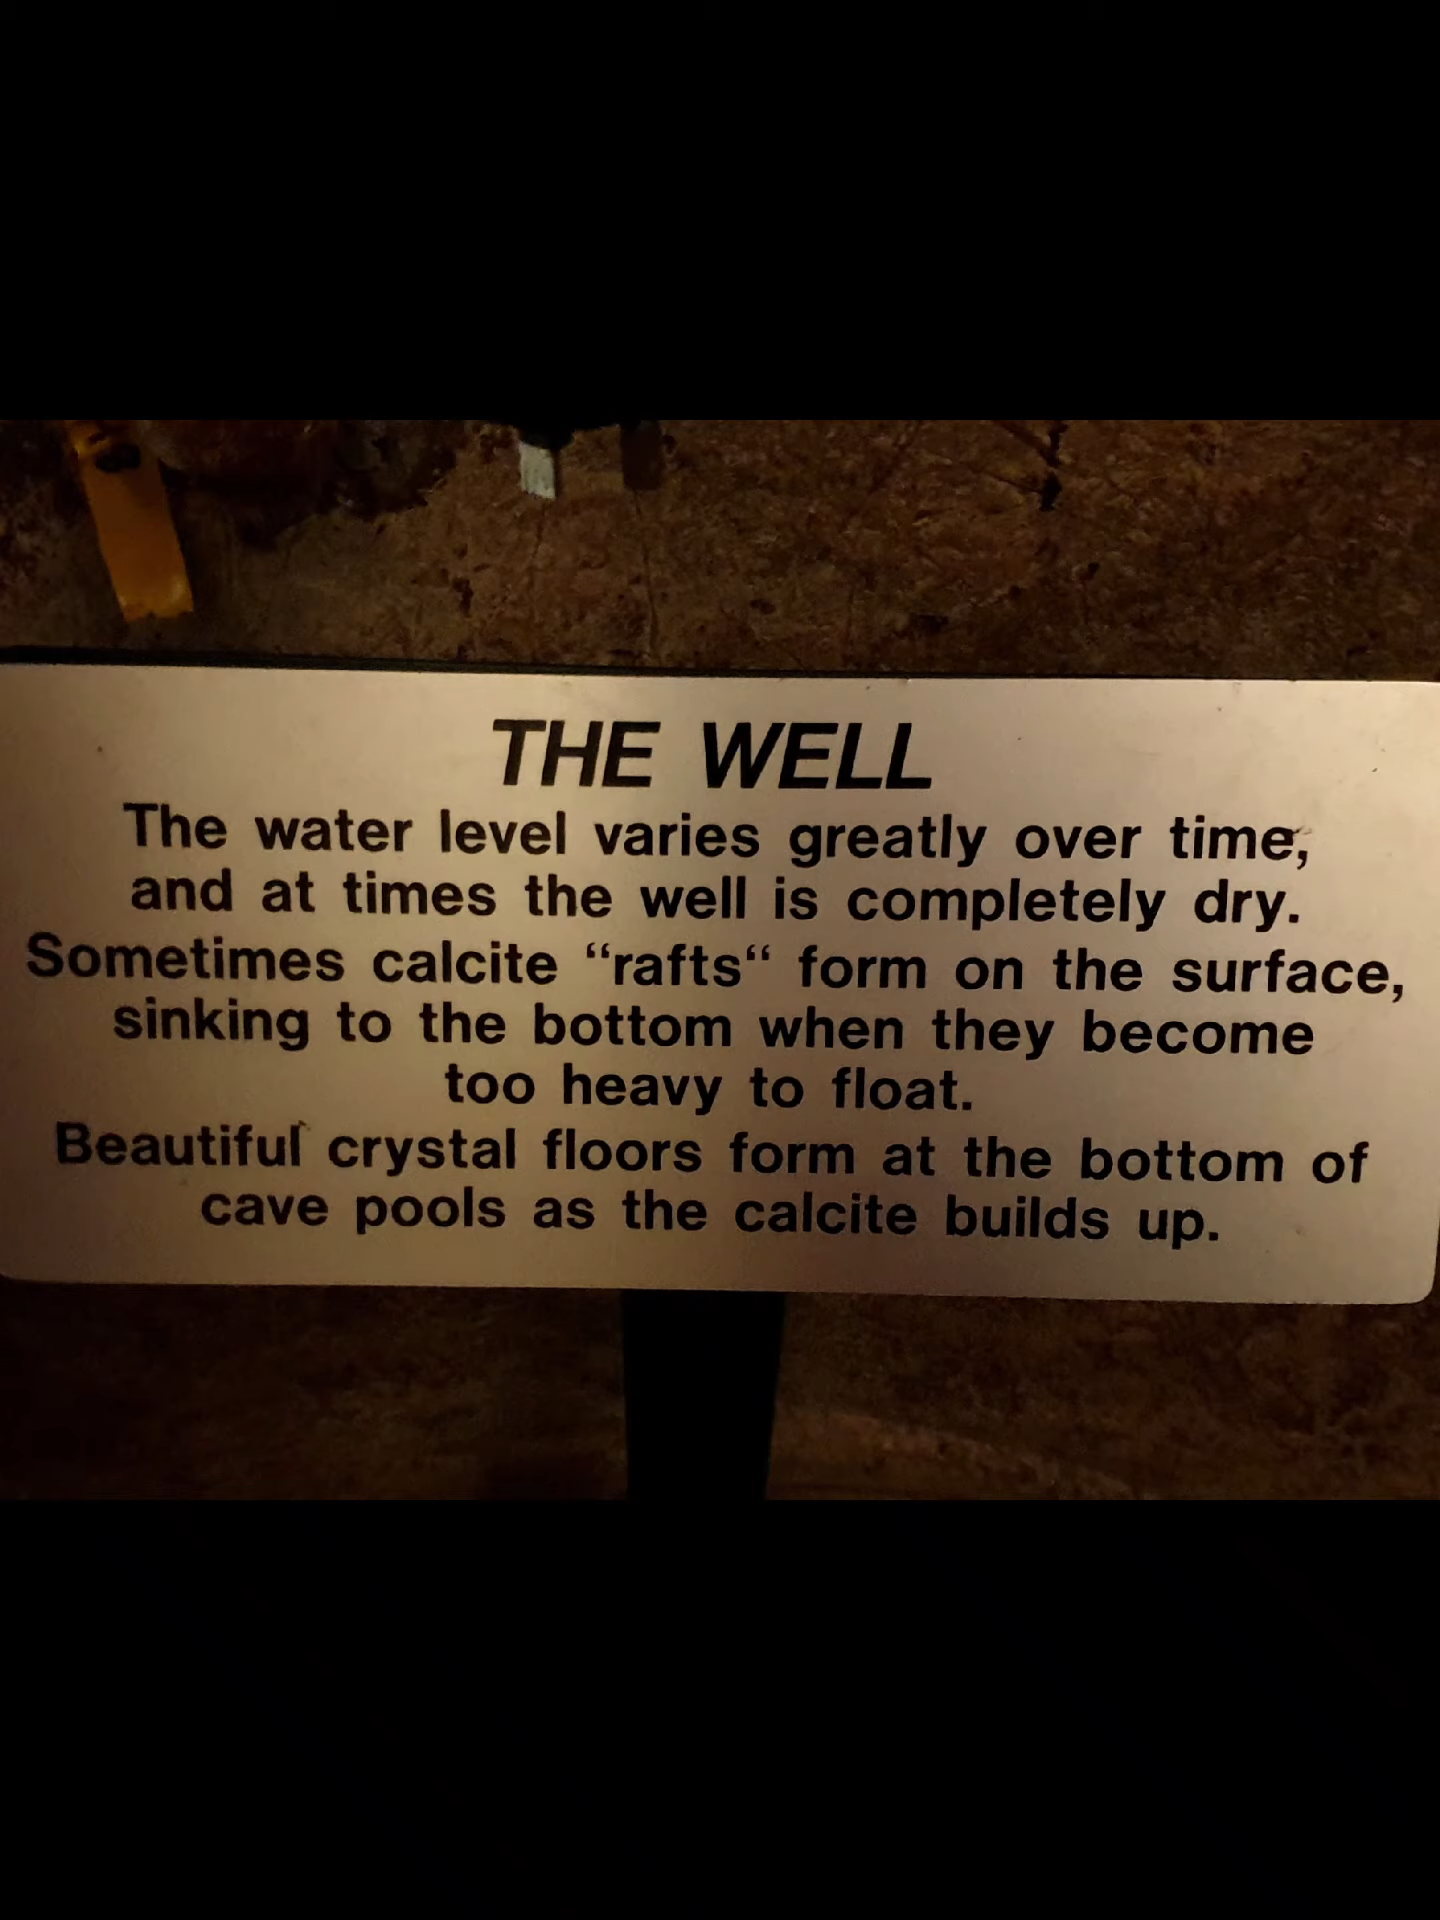 THE WELL
The water level varies greatly over time,
and at times the well is completely dry.
Sometimes calcite “rafts“ form on the surface,
sinking to the bottom when they become
too heavy to float.
Beautiful crystal floors form at the bottom of
cave pools as the calcite builds up.